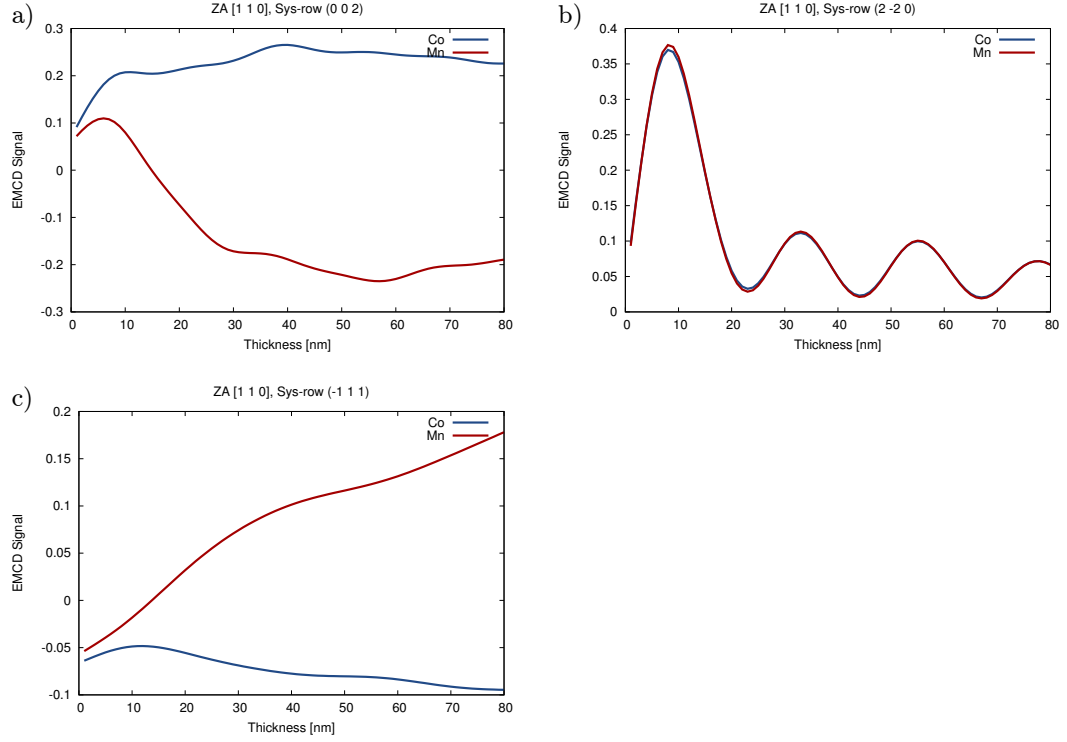 a)
ZA [1 1 0], Sys-row (0 0 2)
Co
Mn
EMCD Signal
0.3
0.2
0.1
0
-0.1
-0.2
-0.3
0 10 20 30 40 50 60 70 80
Thickness [nm]
b)
ZA [1 1 0], Sys-row (2 -2 0)
Co
Mn
EMCD Signal
0.4
0.35
0.3
0.25
0.2
0.15
0.1
0.05
0
0 10 20 30 40 50 60 70 80
Thickness [nm]
c)
ZA [1 1 0], Sys-row (-1 1 1)
Co
Mn
EMCD Signal
0.2
0.15
0.1
0.05
0
-0.05
-0.1
0 10 20 30 40 50 60 70 80
Thickness [nm]